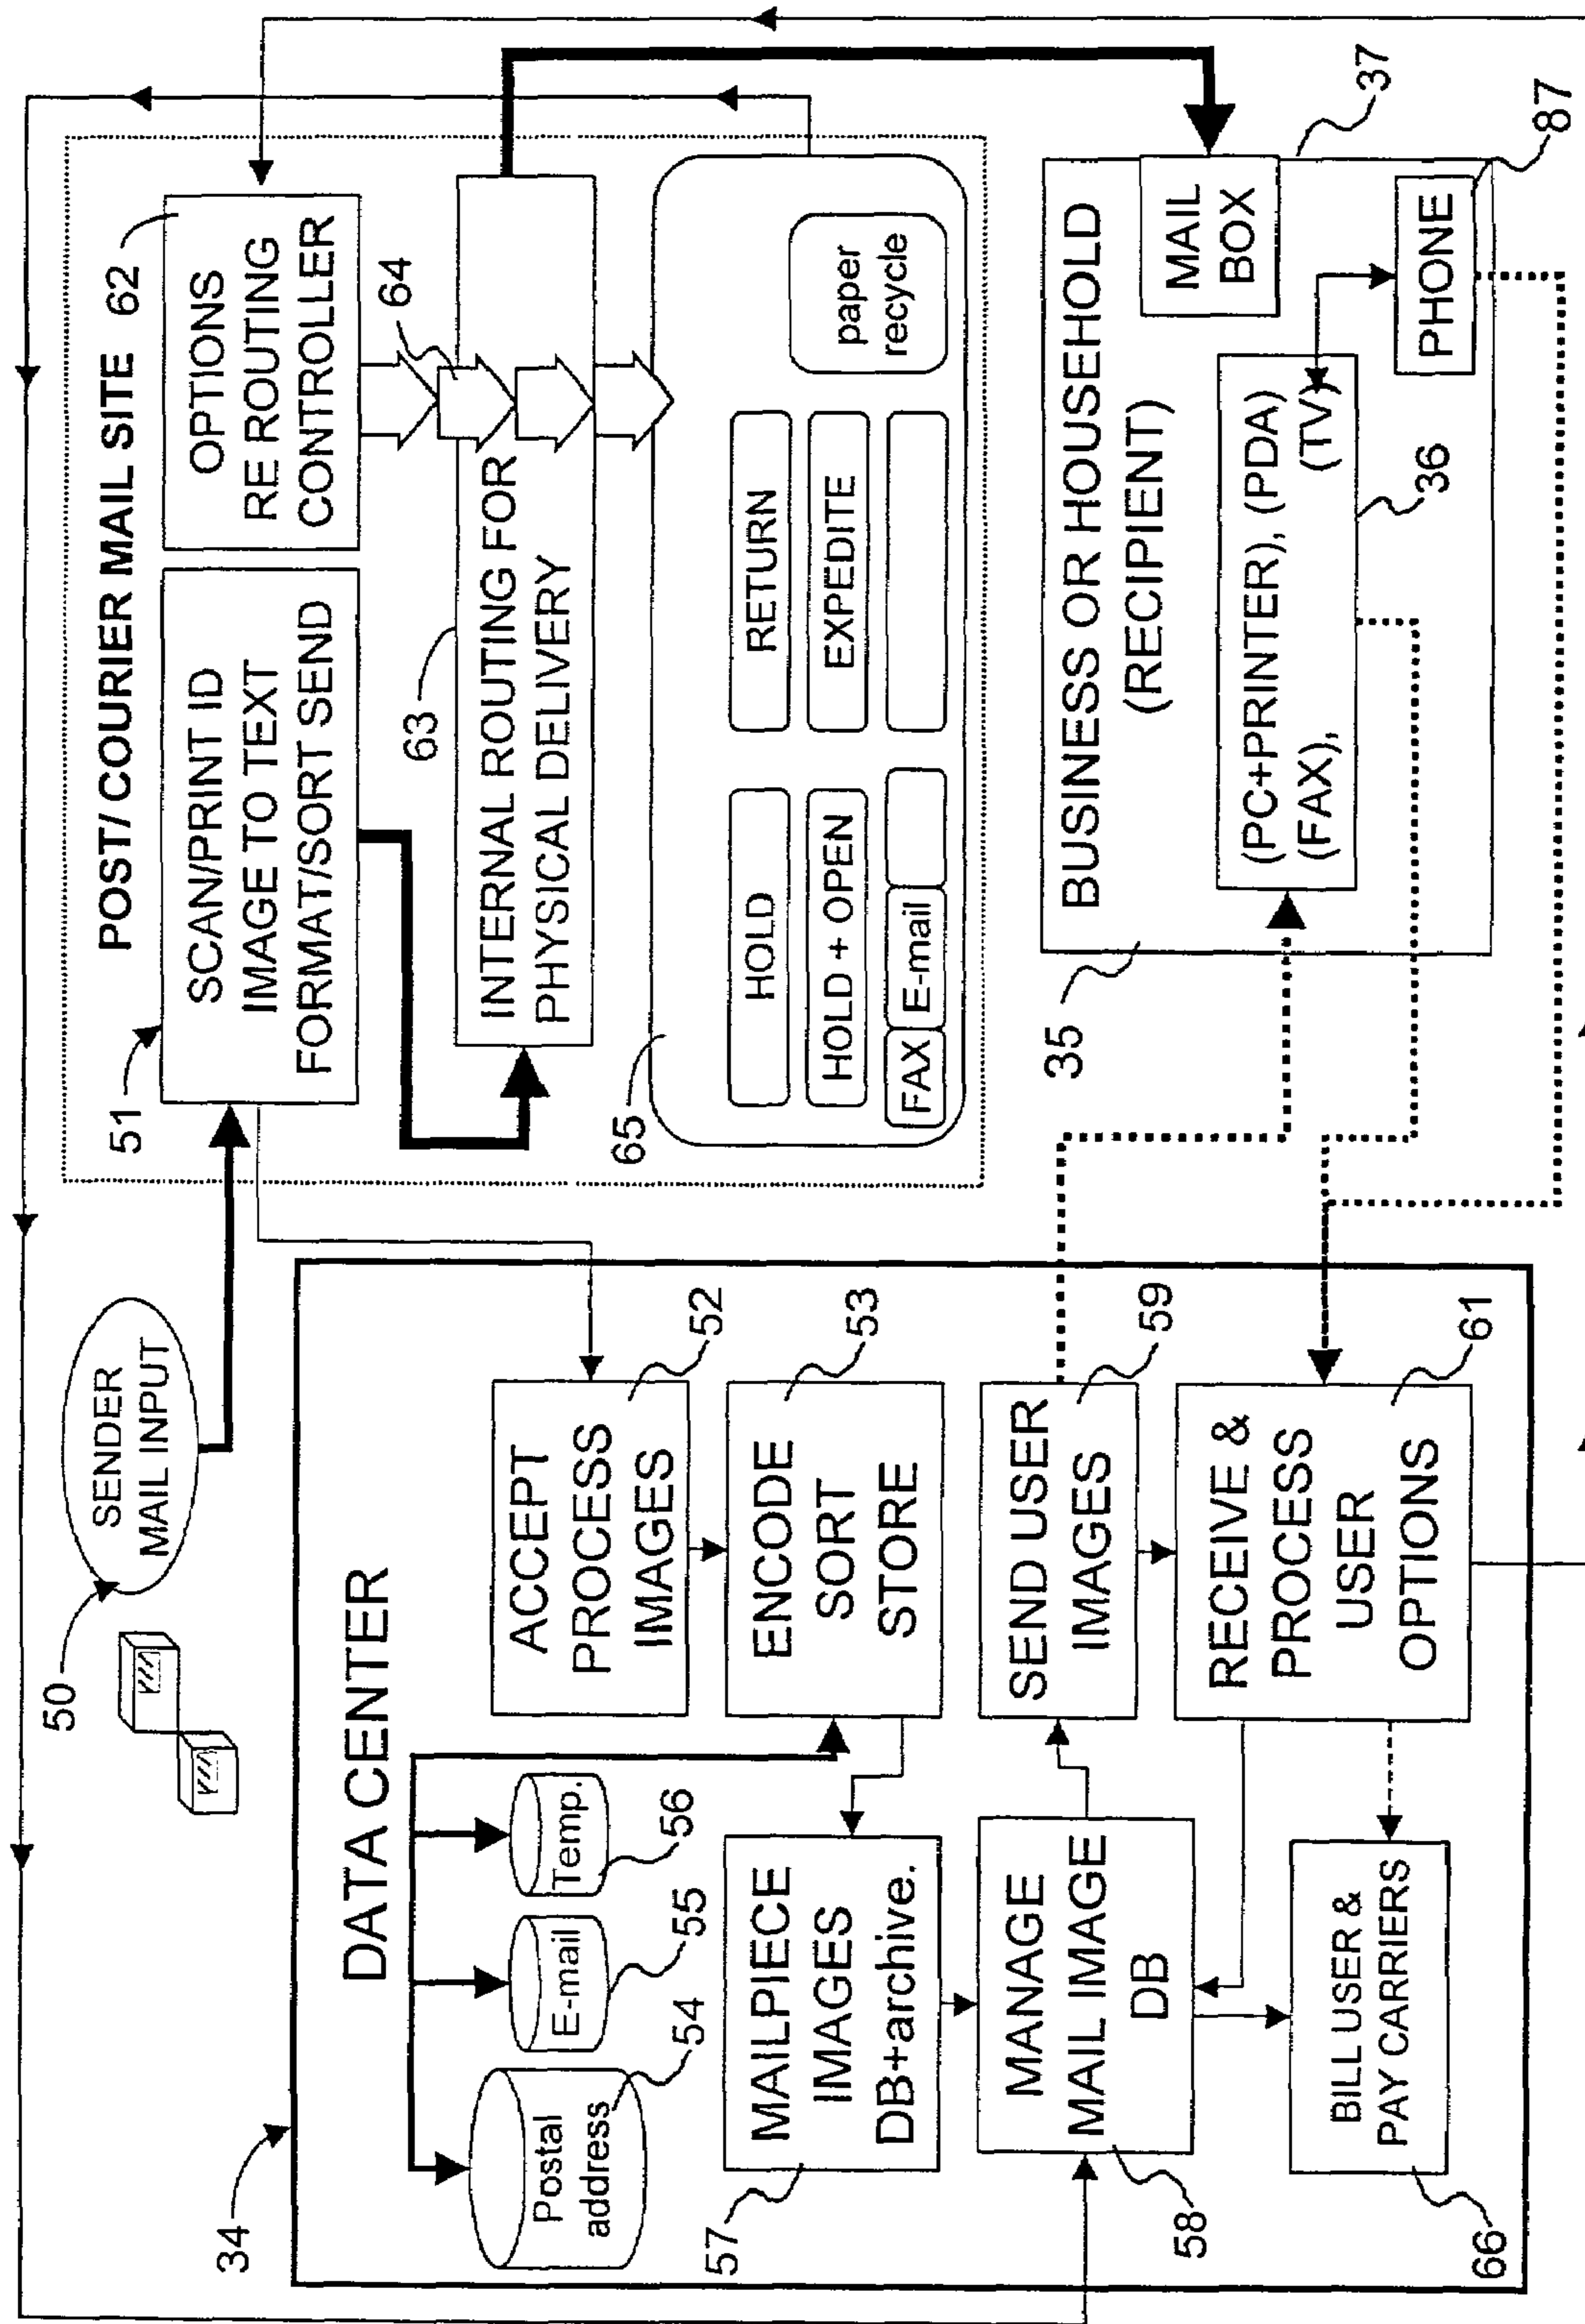 50
SENDER
MAIL INPUT
34
DATA CENTER
Postal
address
54
E-mail
55
Temp.
56
ACCEPT
PROCESS
IMAGES
52
ENCODE
SORT
STORE
53
57
MAILPIECE
IMAGES
DB+archive.
58
MANAGE
MAIL IMAGE
DB
SEND USER
IMAGES
59
RECEIVE &
PROCESS
USER
OPTIONS
61
66
BILL USER &
PAY CARRIERS
POST/COURIER MAIL SITE
51
SCAN/PRINT ID
IMAGE TO TEXT
FORMAT/SORT SEND
62
OPTIONS
RE ROUTING
CONTROLLER
63
64
INTERNAL ROUTING FOR
PHYSICAL DELIVERY
65
HOLD
RETURN
HOLD + OPEN
EXPEDITE
FAX
E-mail
paper
recycle
35
BUSINESS OR HOUSEHOLD
(RECIPIENT)
MAIL
BOX
37
(PC+PRINTER), (PDA)
(FAX),
(TV)
36
PHONE
87